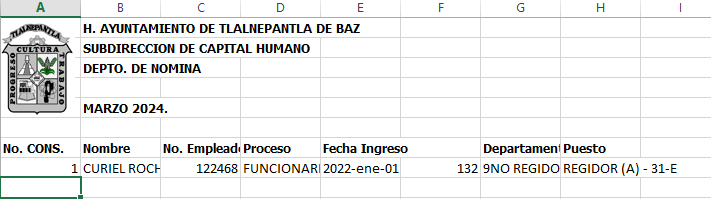 A B C D E F G H I
H. AYUNTAMIENTO DE TLALNEPANTLA DE BAZ
SUBDIRECCION DE CAPITAL HUMANO
DEPTO. DE NOMINA
TLALNEPANTLA
CULTURA
PROGRESO
TRABAJO
MARZO 2024.
No. CONS. Nombre No. Emplead Proceso Fecha Ingreso Departament Puesto
1 CURIEL ROCH 122468 FUNCIONARI 2022-ene-01 132 9NO REGIDO REGIDOR (A) - 31-E